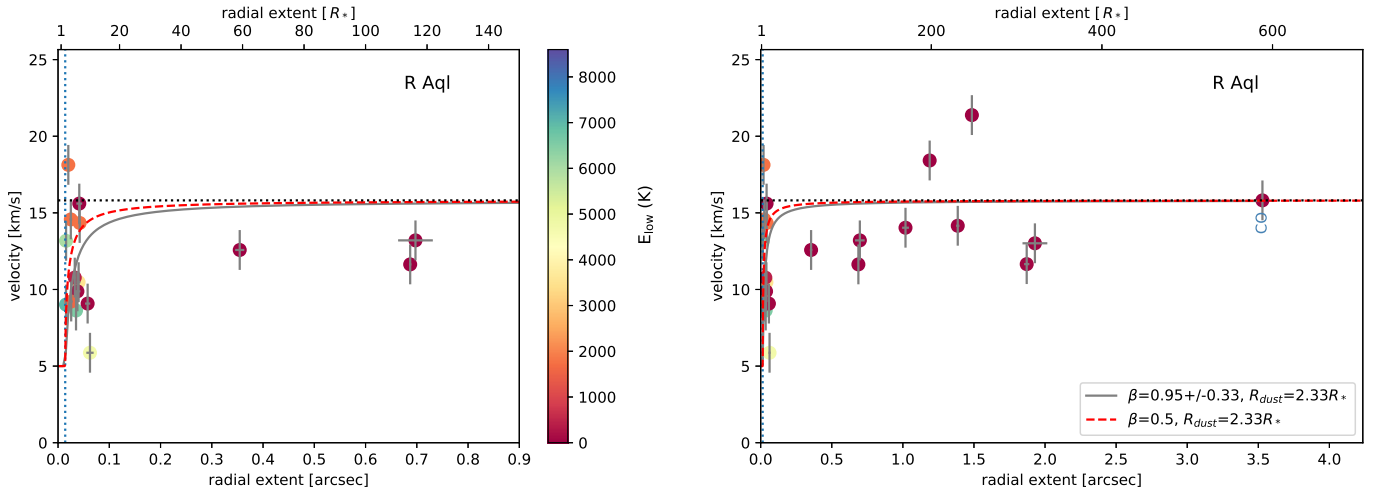 radial extent [R*]
1 20 40 60 80 100 120 140
R Aql
25
20
15
10
5
0
velocity [km/s]
0.0 0.1 0.2 0.3 0.4 0.5 0.6 0.7 0.8 0.9
radial extent [arcsec]
8000
7000
6000
5000
4000
3000
2000
1000
0
E_low (K)
radial extent [R*]
1 200 400 600
R Aql
25
20
15
10
5
0
velocity [km/s]
CO
β=0.95+/-0.33, R_dust=2.33R*
β=0.5, R_dust=2.33R*
0.0 0.5 1.0 1.5 2.0 2.5 3.0 3.5 4.0
radial extent [arcsec]